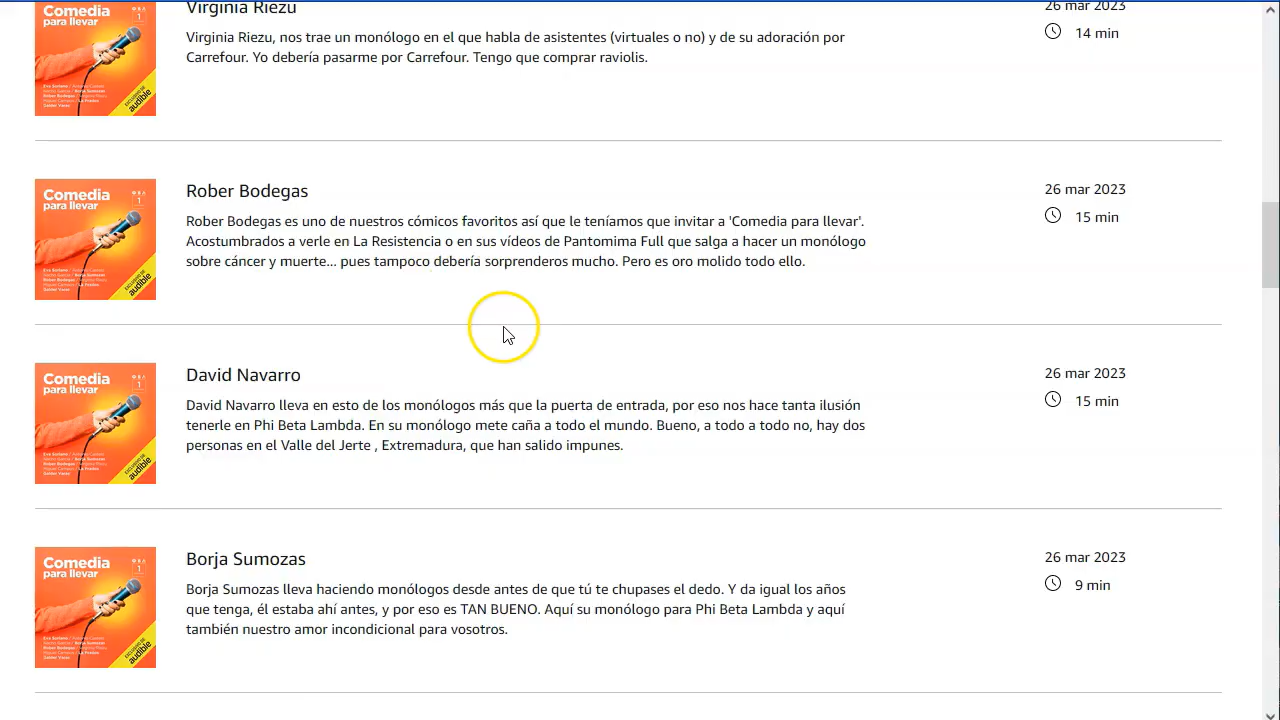 Comedia
para llevar
Virginia Riezu
26 mar 2023
Virginia Riezu, nos trae un monólogo en el que habla de asistentes (virtuales o no) y de su adoración por
14 min
Carrefour. Yo debería pasarme por Carrefour. Tengo que comprar raviolis.
audible
Comedia
para llevar
Rober Bodegas
26 mar 2023
Rober Bodegas es uno de nuestros cómicos favoritos así que le teníamos que invitar a 'Comedia para llevar'.
15 min
Acostumbrados a verle en La Resistencia o en sus vídeos de Pantomima Full que salga a hacer un monólogo
sobre cáncer y muerte... pues tampoco debería sorprenderos mucho. Pero es oro molido todo ello.
audible
Comedia
para llevar
David Navarro
26 mar 2023
David Navarro lleva en esto de los monólogos más que la puerta de entrada, por eso nos hace tanta ilusión
15 min
tenerle en Phi Beta Lambda. En su monólogo mete caña a todo el mundo. Bueno, a todo a todo no, hay dos
personas en el Valle del Jerte , Extremadura, que han salido impunes.
audible
Comedia
para llevar
Borja Sumozas
26 mar 2023
Borja Sumozas lleva haciendo monólogos desde antes de que tú te chupases el dedo. Y da igual los años
9 min
que tenga, él estaba ahí antes, y por eso es TAN BUENO. Aquí su monólogo para Phi Beta Lambda y aquí
también nuestro amor incondicional para vosotros.
audible